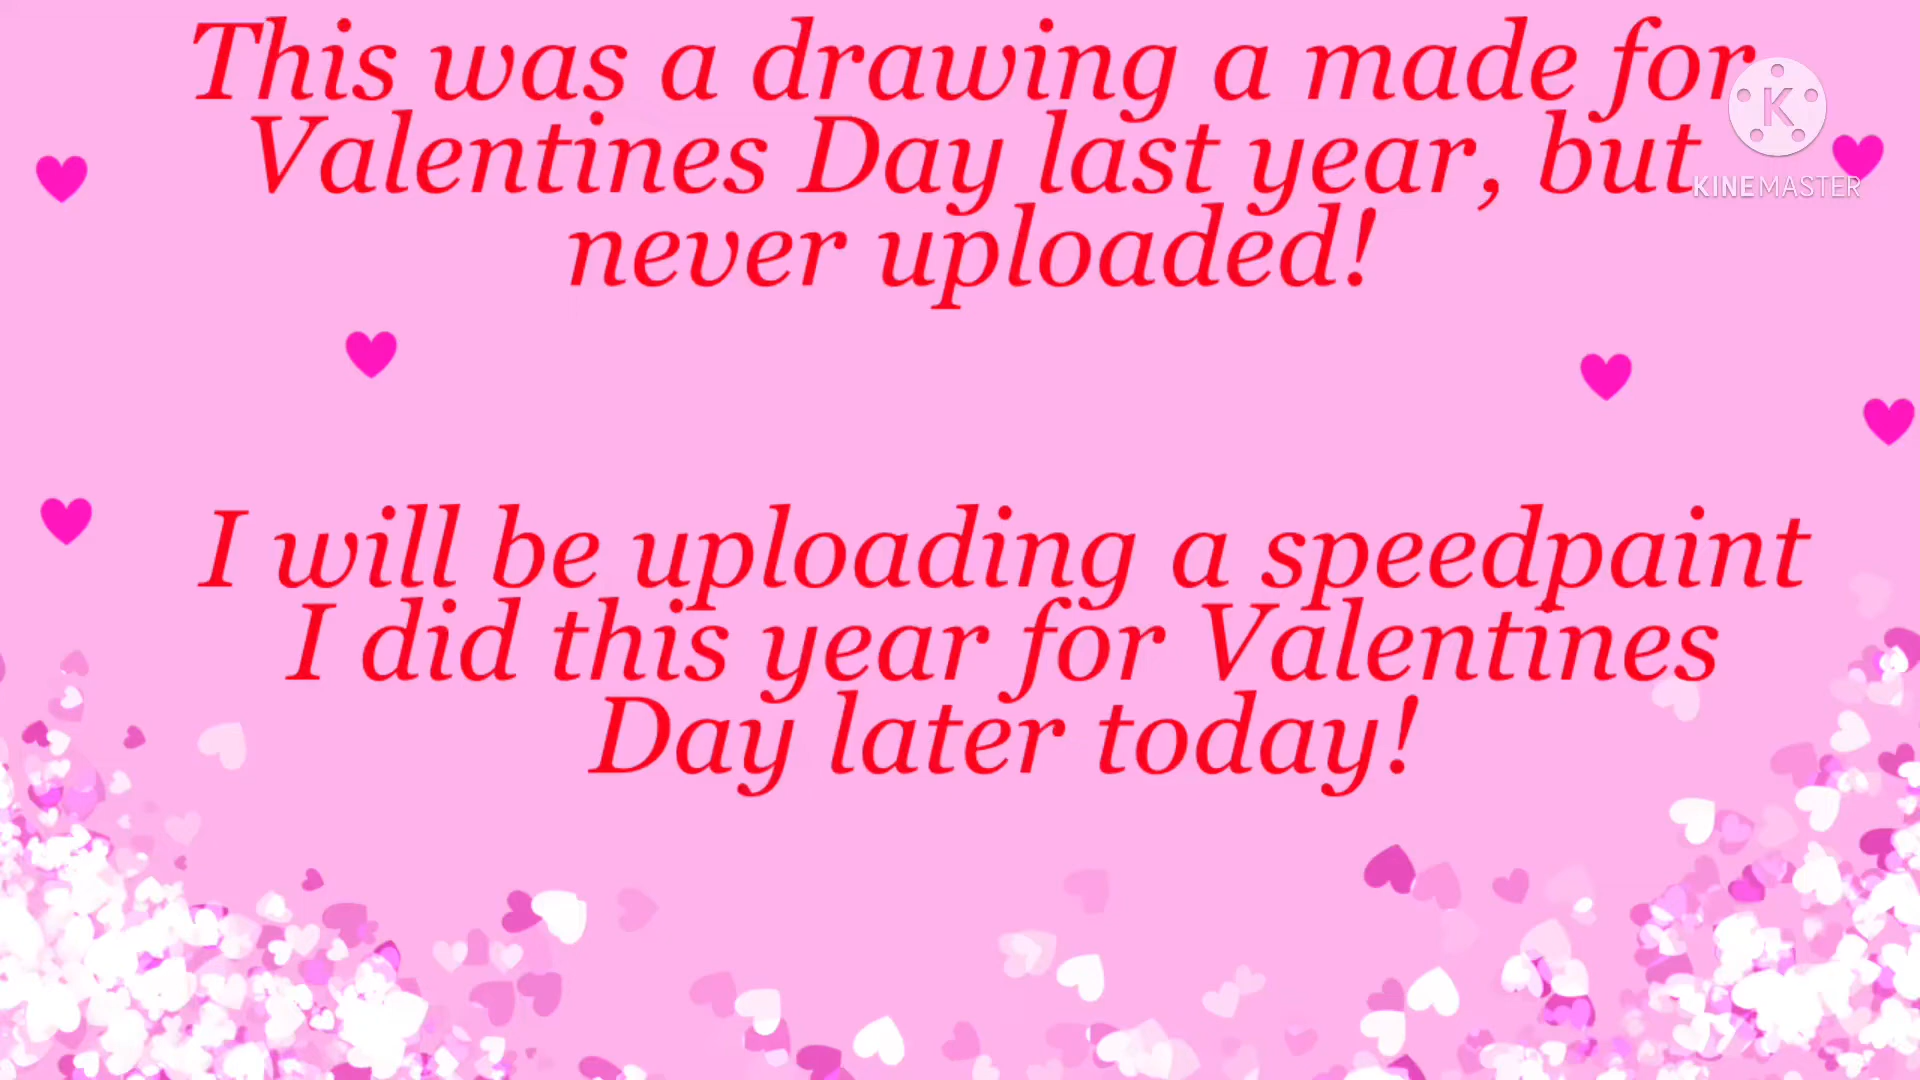 This was a drawing a made for
Valentines Day last year, but
never uploaded!
K
KINEMASTER
I will be uploading a speedpaint
I did this year for Valentines
Day later today!